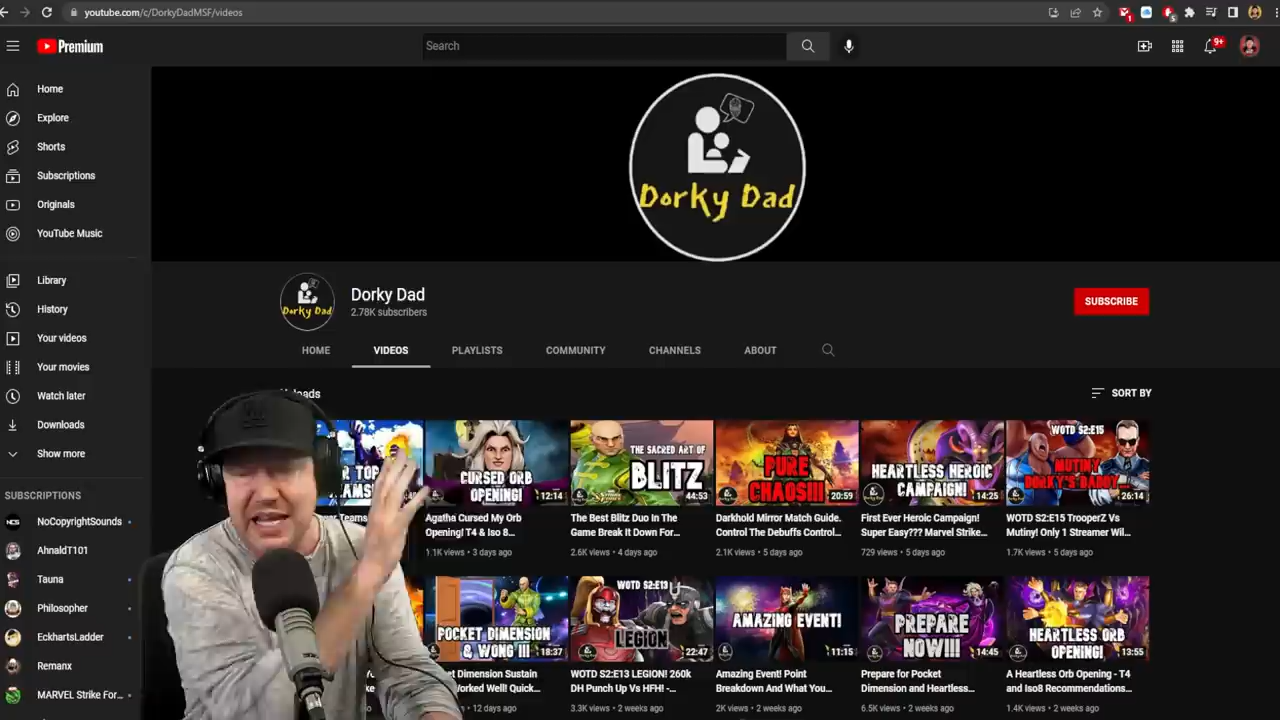 youtube.com/c/DorkyDadMSF/videos
1
5
Premium
Search
9+
Home
Explore
Shorts
Subscriptions
Originals
YouTube Music
Library
History
Your videos
Your movies
Watch later
Downloads
Show more
SUBSCRIPTIONS
NoCopyrightSounds
AhnaldT101
Tauna
Philosopher
EckhartsLadder
Remanx
MARVEL Strike For...
Dorky Dad
Dorky Dad
Dorky Dad
2.78K subscribers
SUBSCRIBE
HOME
VIDEOS
PLAYLISTS
COMMUNITY
CHANNELS
ABOUT
SORT BY
CURSED ORB
OPENING!
12:14
Agatha Cursed My Orb
Opening! T4 & Iso 8...
1.1K views • 3 days ago
THE SACRED ART OF
BLITZ
44:53
The Best Blitz Duo In The
Game Break It Down For...
2.6K views • 4 days ago
PURE
CHAOS!!!
20:59
Darkhold Mirror Match Guide.
Control The Debuffs Control...
2.1K views • 5 days ago
HEARTLESS HEROIC
CAMPAIGN!
14:25
First Ever Heroic Campaign!
Super Easy??? Marvel Strike...
729 views • 5 days ago
WOTD S2:E15
MUTINY
DORKY'S DADDY...
26:14
WOTD S2:E15 TrooperZ Vs
Mutiny! Only 1 Streamer Wil...
1.7K views • 5 days ago
POCKET DIMENSION
& WONG !!!
18:37
Dimension Sustain
Worked Well! Quick...
12 days ago
WOTD S2:E13
LEGION
22:47
WOTD S2:E13 LEGION! 260k
DH Punch Up Vs HFH! -...
3.3K views • 2 weeks ago
AMAZING EVENT!
11:15
Amazing Event! Point
Breakdown And What You...
2K views • 2 weeks ago
PREPARE
NOW!!!
14:45
Prepare for Pocket
Dimension and Heartless...
6.5K views • 2 weeks ago
HEARTLESS ORB
OPENING!
13:55
A Heartless Orb Opening - T4
and Iso8 Recommendations...
1.4K views • 2 weeks ago